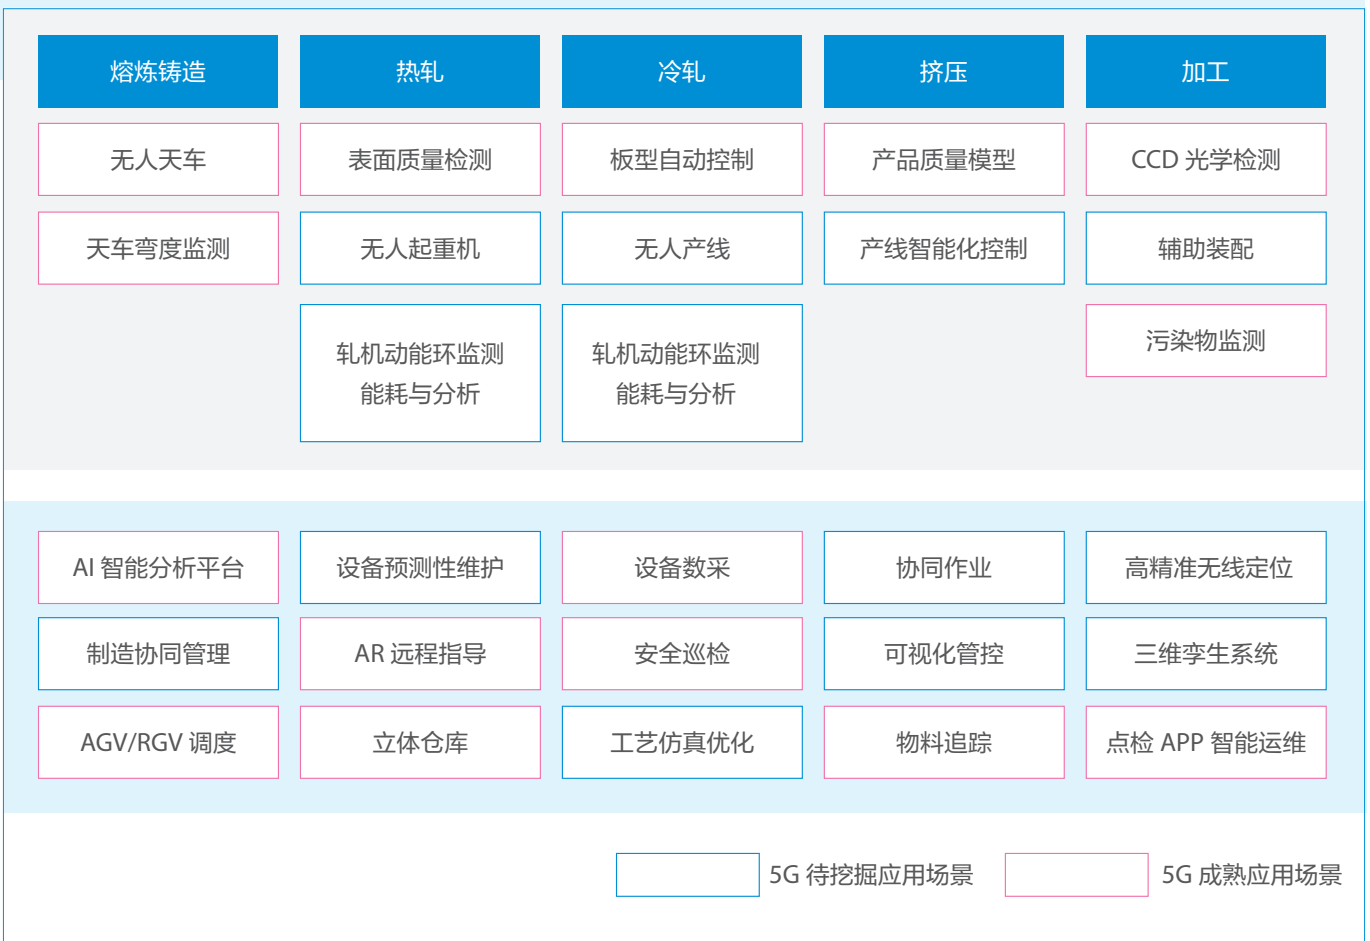 熔炼铸造
热轧
冷轧
挤压
加工
无人天车
表面质量检测
板型自动控制
产品质量模型
CCD 光学检测
天车弯度监测
无人起重机
无人产线
产线智能化控制
辅助装配
轧机动能环监测
能耗与分析
轧机动能环监测
能耗与分析
污染物监测
AI 智能分析平台
设备预测性维护
设备数采
协同作业
高精准无线定位
制造协同管理
AR 远程指导
安全巡检
可视化管控
三维孪生系统
AGV/RGV 调度
立体仓库
工艺仿真优化
物料追踪
点检 APP 智能运维
5G 待挖掘应用场景
5G 成熟应用场景